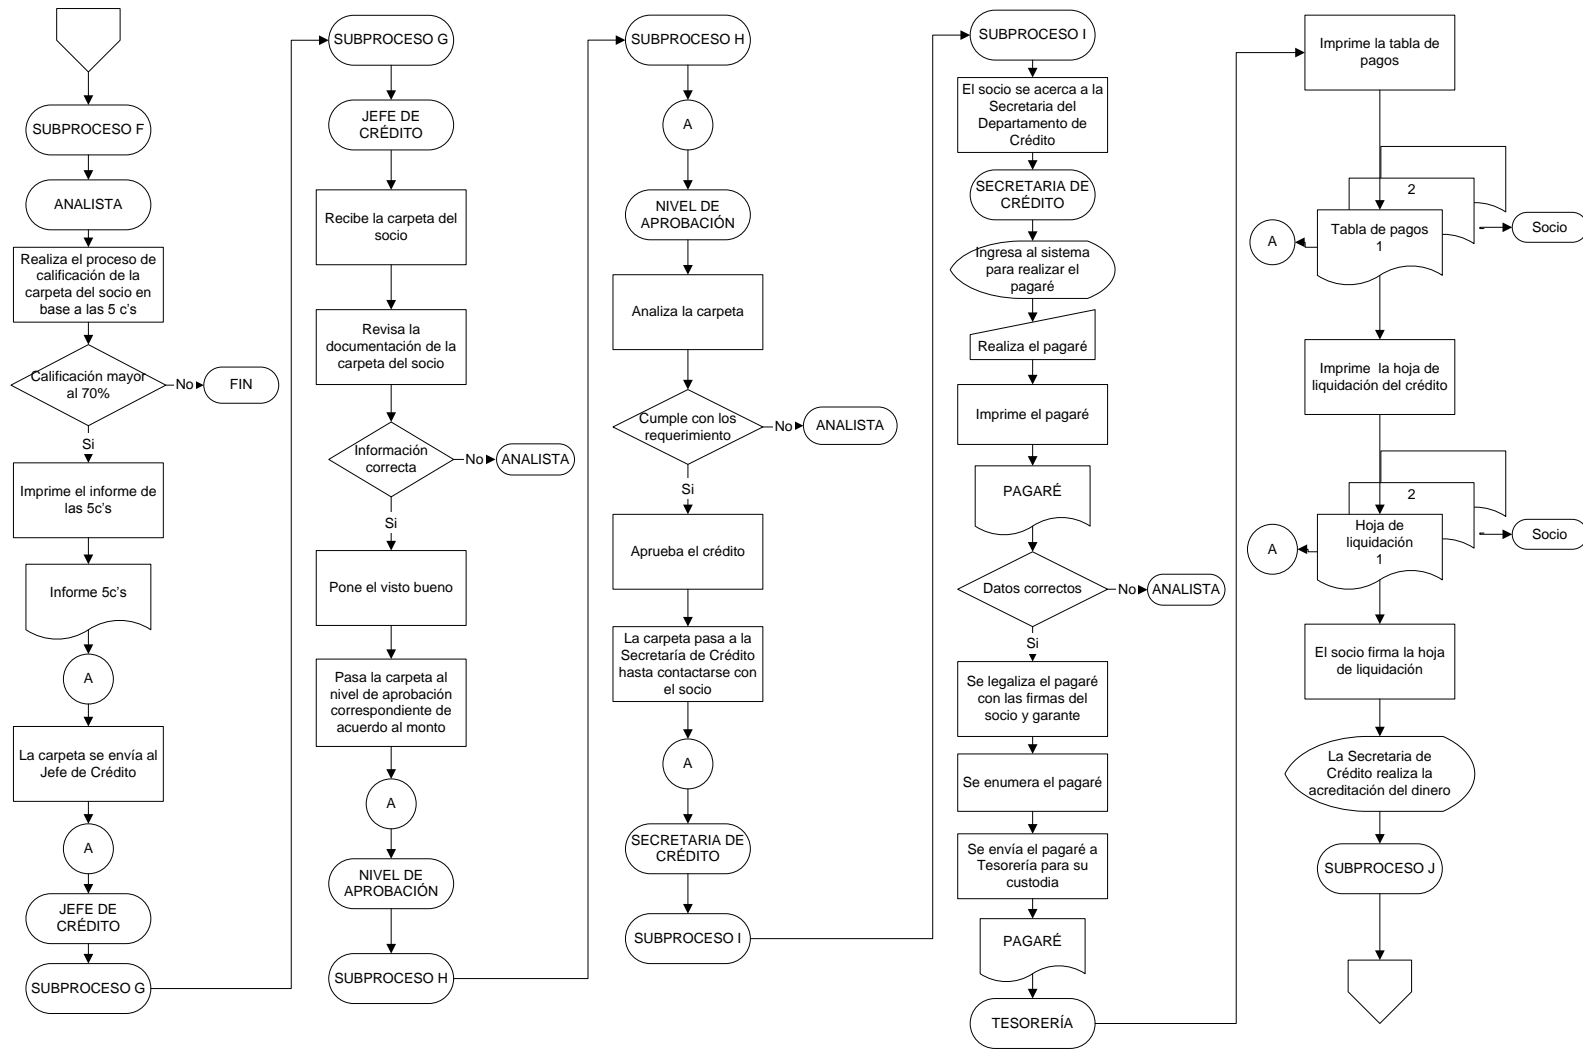 SUBPROCESO F
ANALISTA
Realiza el proceso de
calificación de la
carpeta del socio en
base a las 5 c's
Calificación mayor
al 70%
No
FIN
Si
Imprime el informe de
las 5c's
Informe 5c's
A
La carpeta se envía al
Jefe de Crédito
A
JEFE DE
CRÉDITO
SUBPROCESO G
SUBPROCESO G
JEFE DE
CRÉDITO
Recibe la carpeta del
socio
Revisa la
documentación de la
carpeta del socio
Información
correcta
No
ANALISTA
Si
Pone el visto bueno
Pasa la carpeta al
nivel de aprobación
correspondiente de
acuerdo al monto
A
NIVEL DE
APROBACIÓN
SUBPROCESO H
SUBPROCESO H
A
NIVEL DE
APROBACIÓN
Analiza la carpeta
Cumple con los
requerimiento
No
ANALISTA
Si
Aprueba el crédito
La carpeta pasa a la
Secretaría de Crédito
hasta contactarse con
el socio
A
SECRETARIA DE
CRÉDITO
SUBPROCESO I
SUBPROCESO I
El socio se acerca a la
Secretaria del
Departamento de
Crédito
SECRETARIA DE
CRÉDITO
Ingresa al sistema
para realizar el
pagaré
Realiza el pagaré
Imprime el pagaré
PAGARÉ
Datos correctos
No
ANALISTA
Si
Se legaliza el pagaré
con las firmas del
socio y garante
Se enumera el pagaré
Se envía el pagaré a
Tesorería para su
custodia
PAGARÉ
TESORERÍA
Imprime la tabla de
pagos
2
Tabla de pagos
1
A
Socio
Imprime la hoja de
liquidación del crédito
2
Hoja de
liquidación
1
A
Socio
El socio firma la hoja
de liquidación
La Secretaria de
Crédito realiza la
acreditación del dinero
SUBPROCESO J